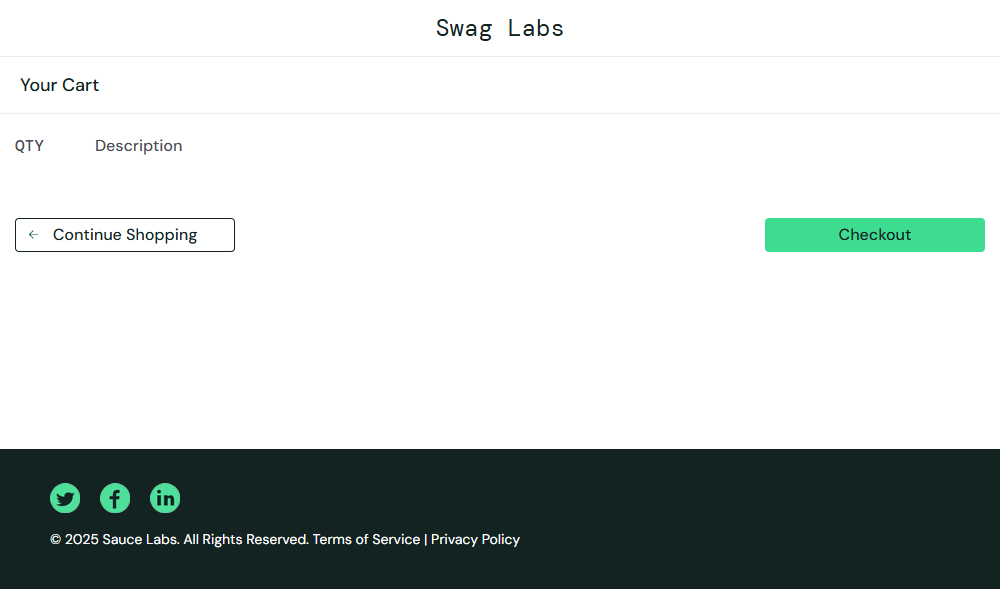 Swag Labs
Your Cart
QTY Description
Continue Shopping Checkout
© 2025 Sauce Labs. All Rights Reserved. Terms of Service | Privacy Policy